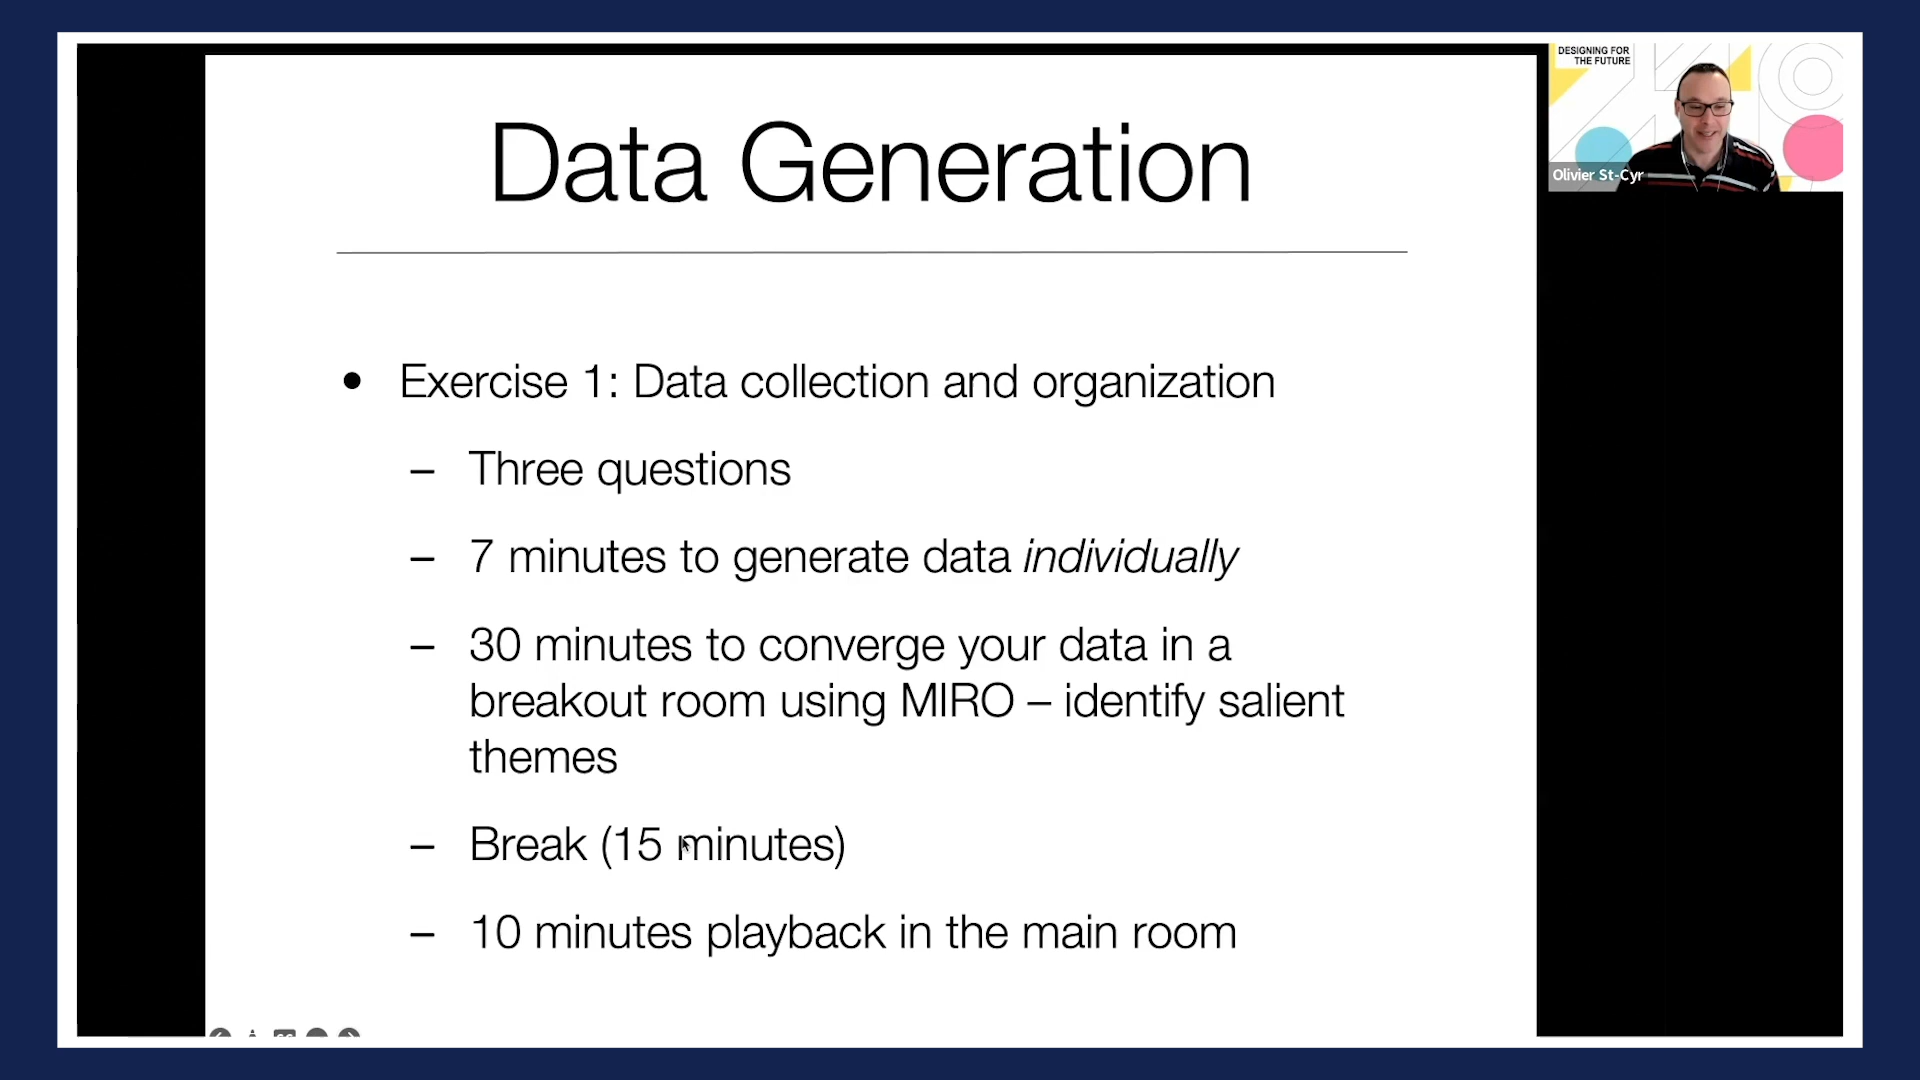 Data Generation
• Exercise 1: Data collection and organization
– Three questions
– 7 minutes to generate data individually
– 30 minutes to converge your data in a
breakout room using MIRO – identify salient
themes
– Break (15 minutes)
– 10 minutes playback in the main room
DESIGNING FOR
THE FUTURE
Olivier St-Cyr